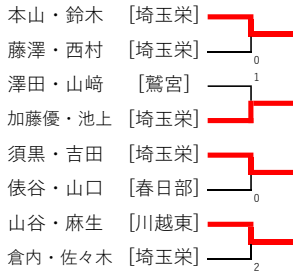 本山・鈴木 [埼玉栄]
藤澤・西村 [埼玉栄]
0
澤田・山﨑 [鷲宮]
1
加藤優・池上 [埼玉栄]
須黒・吉田 [埼玉栄]
俵谷・山口 [春日部]
0
山谷・麻生 [川越東]
倉内・佐々木 [埼玉栄]
2